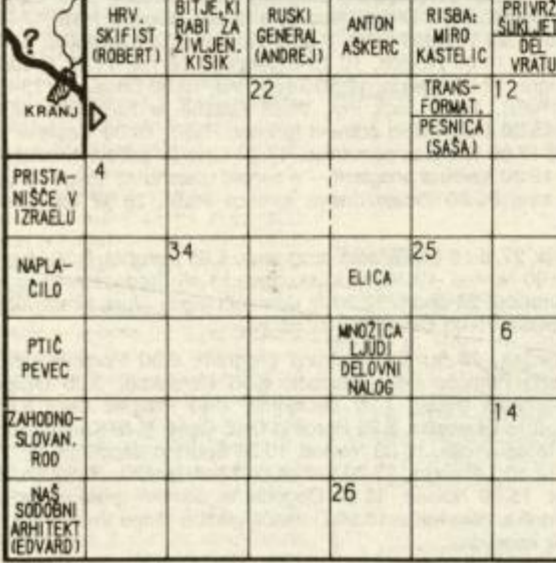 ?
KRANJ
HRV.
SKIFIST
(ROBERT)
BITJE, KI
RABI ZA
ŽIVLJEN.
KISIK
RUSKI
GENERAL
(ANDREJ)
ANTON
AŠKERC
RISBA:
MIRO
KASTELIC
PRIVRŽ
ŠUKLJET
DEL
VRATU
22
TRANS-
FORMAT.
PESNICA
(SAŠA)
12
PRISTA-
NIŠČE V
IZRAELU
4
NAPLA-
ČILO
34
ELICA
25
PTIČ
PEVEC
MNOŽICA
LJUDI
DELOVNI
NALOG
6
ZAHODNO-
SLOVAN.
ROD
14
NAŠ
SODOBNI
ARHITEKT
(EDVARD)
26